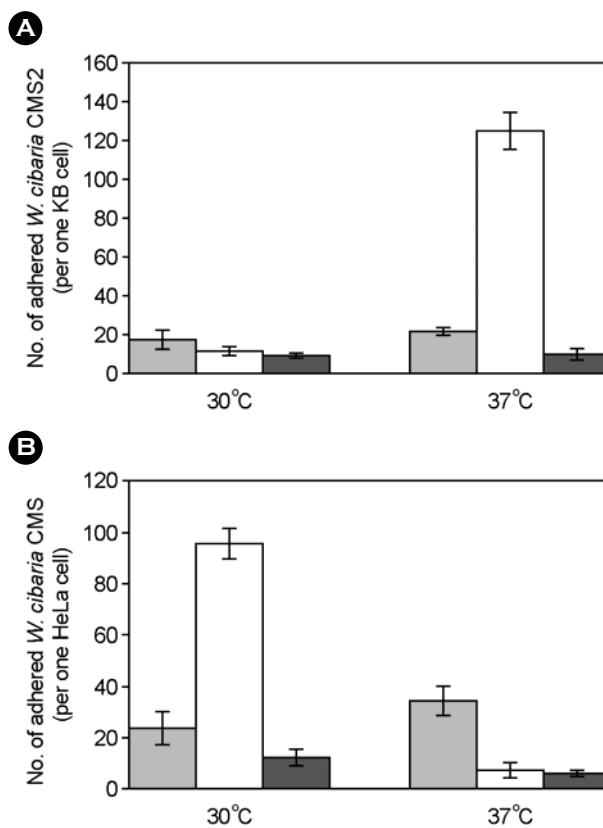 A
No. of adhered W. cibaria CMS2
(per one KB cell)
160
140
120
100
80
60
40
20
0
30°C 37°C
B
No. of adhered W. cibaria CMS
(per one HeLa cell)
120
100
80
60
40
20
0
30°C 37°C